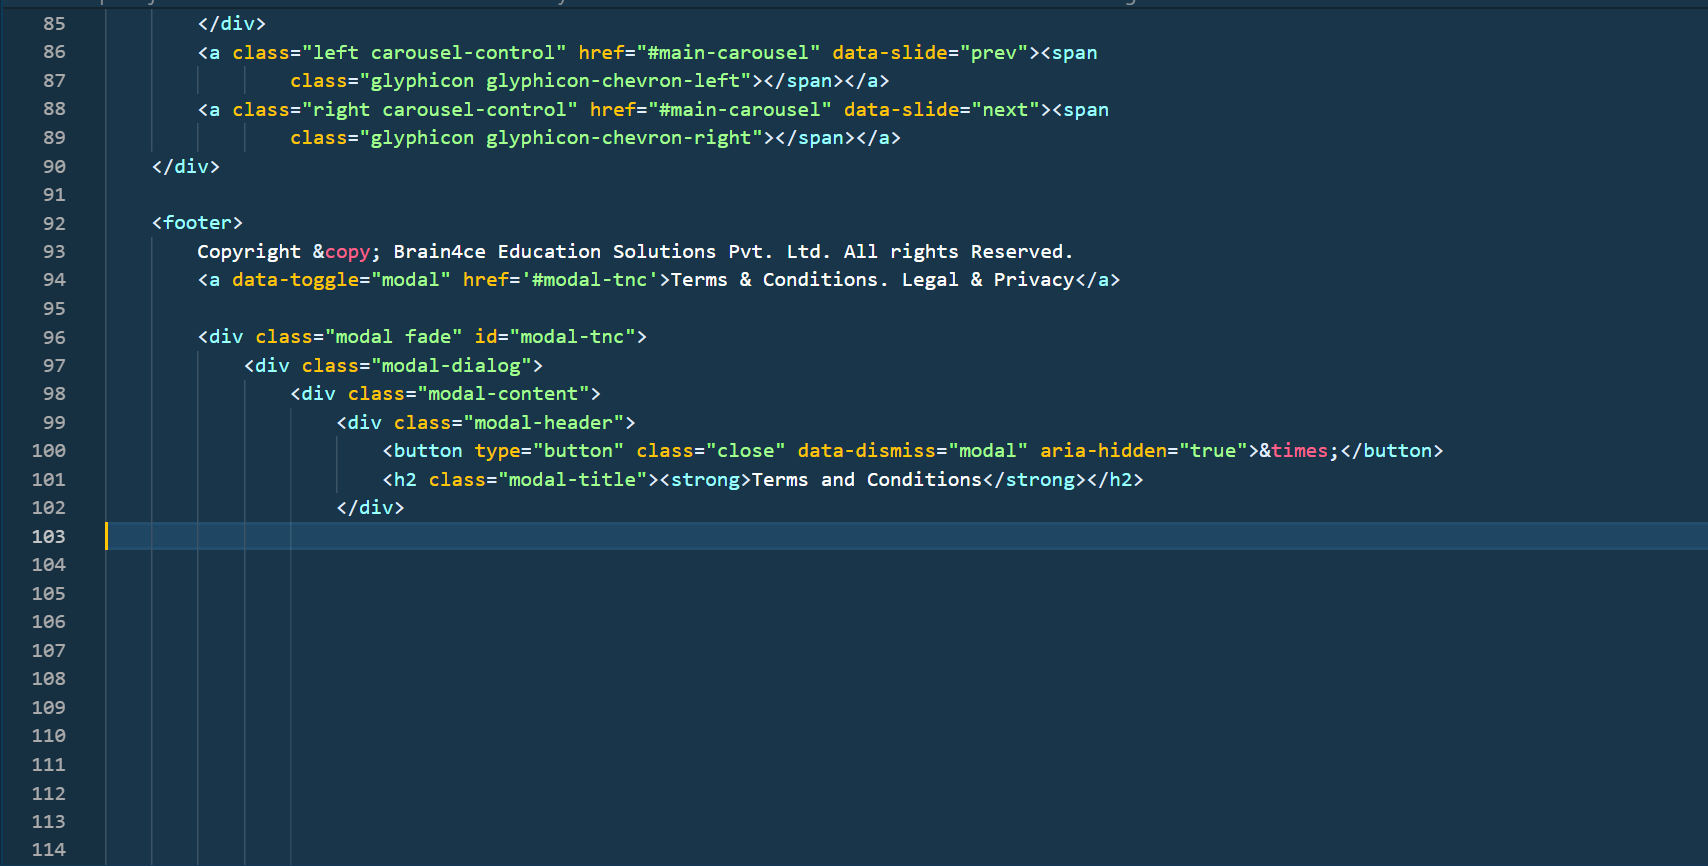 85 </div>
86 <a class="left carousel-control" href="#main-carousel" data-slide="prev"><span
87 class="glyphicon glyphicon-chevron-left"></span></a>
88 <a class="right carousel-control" href="#main-carousel" data-slide="next"><span
89 class="glyphicon glyphicon-chevron-right"></span></a>
90 </div>
91
92 <footer>
93 Copyright &copy; Brain4ce Education Solutions Pvt. Ltd. All rights Reserved.
94 <a data-toggle="modal" href='#modal-tnc'>Terms & Conditions. Legal & Privacy</a>
95
96 <div class="modal fade" id="modal-tnc">
97 <div class="modal-dialog">
98 <div class="modal-content">
99 <div class="modal-header">
100 <button type="button" class="close" data-dismiss="modal" aria-hidden="true">&times;</button>
101 <h2 class="modal-title"><strong>Terms and Conditions</strong></h2>
102 </div>
103
104
105
106
107
108
109
110
111
112
113
114